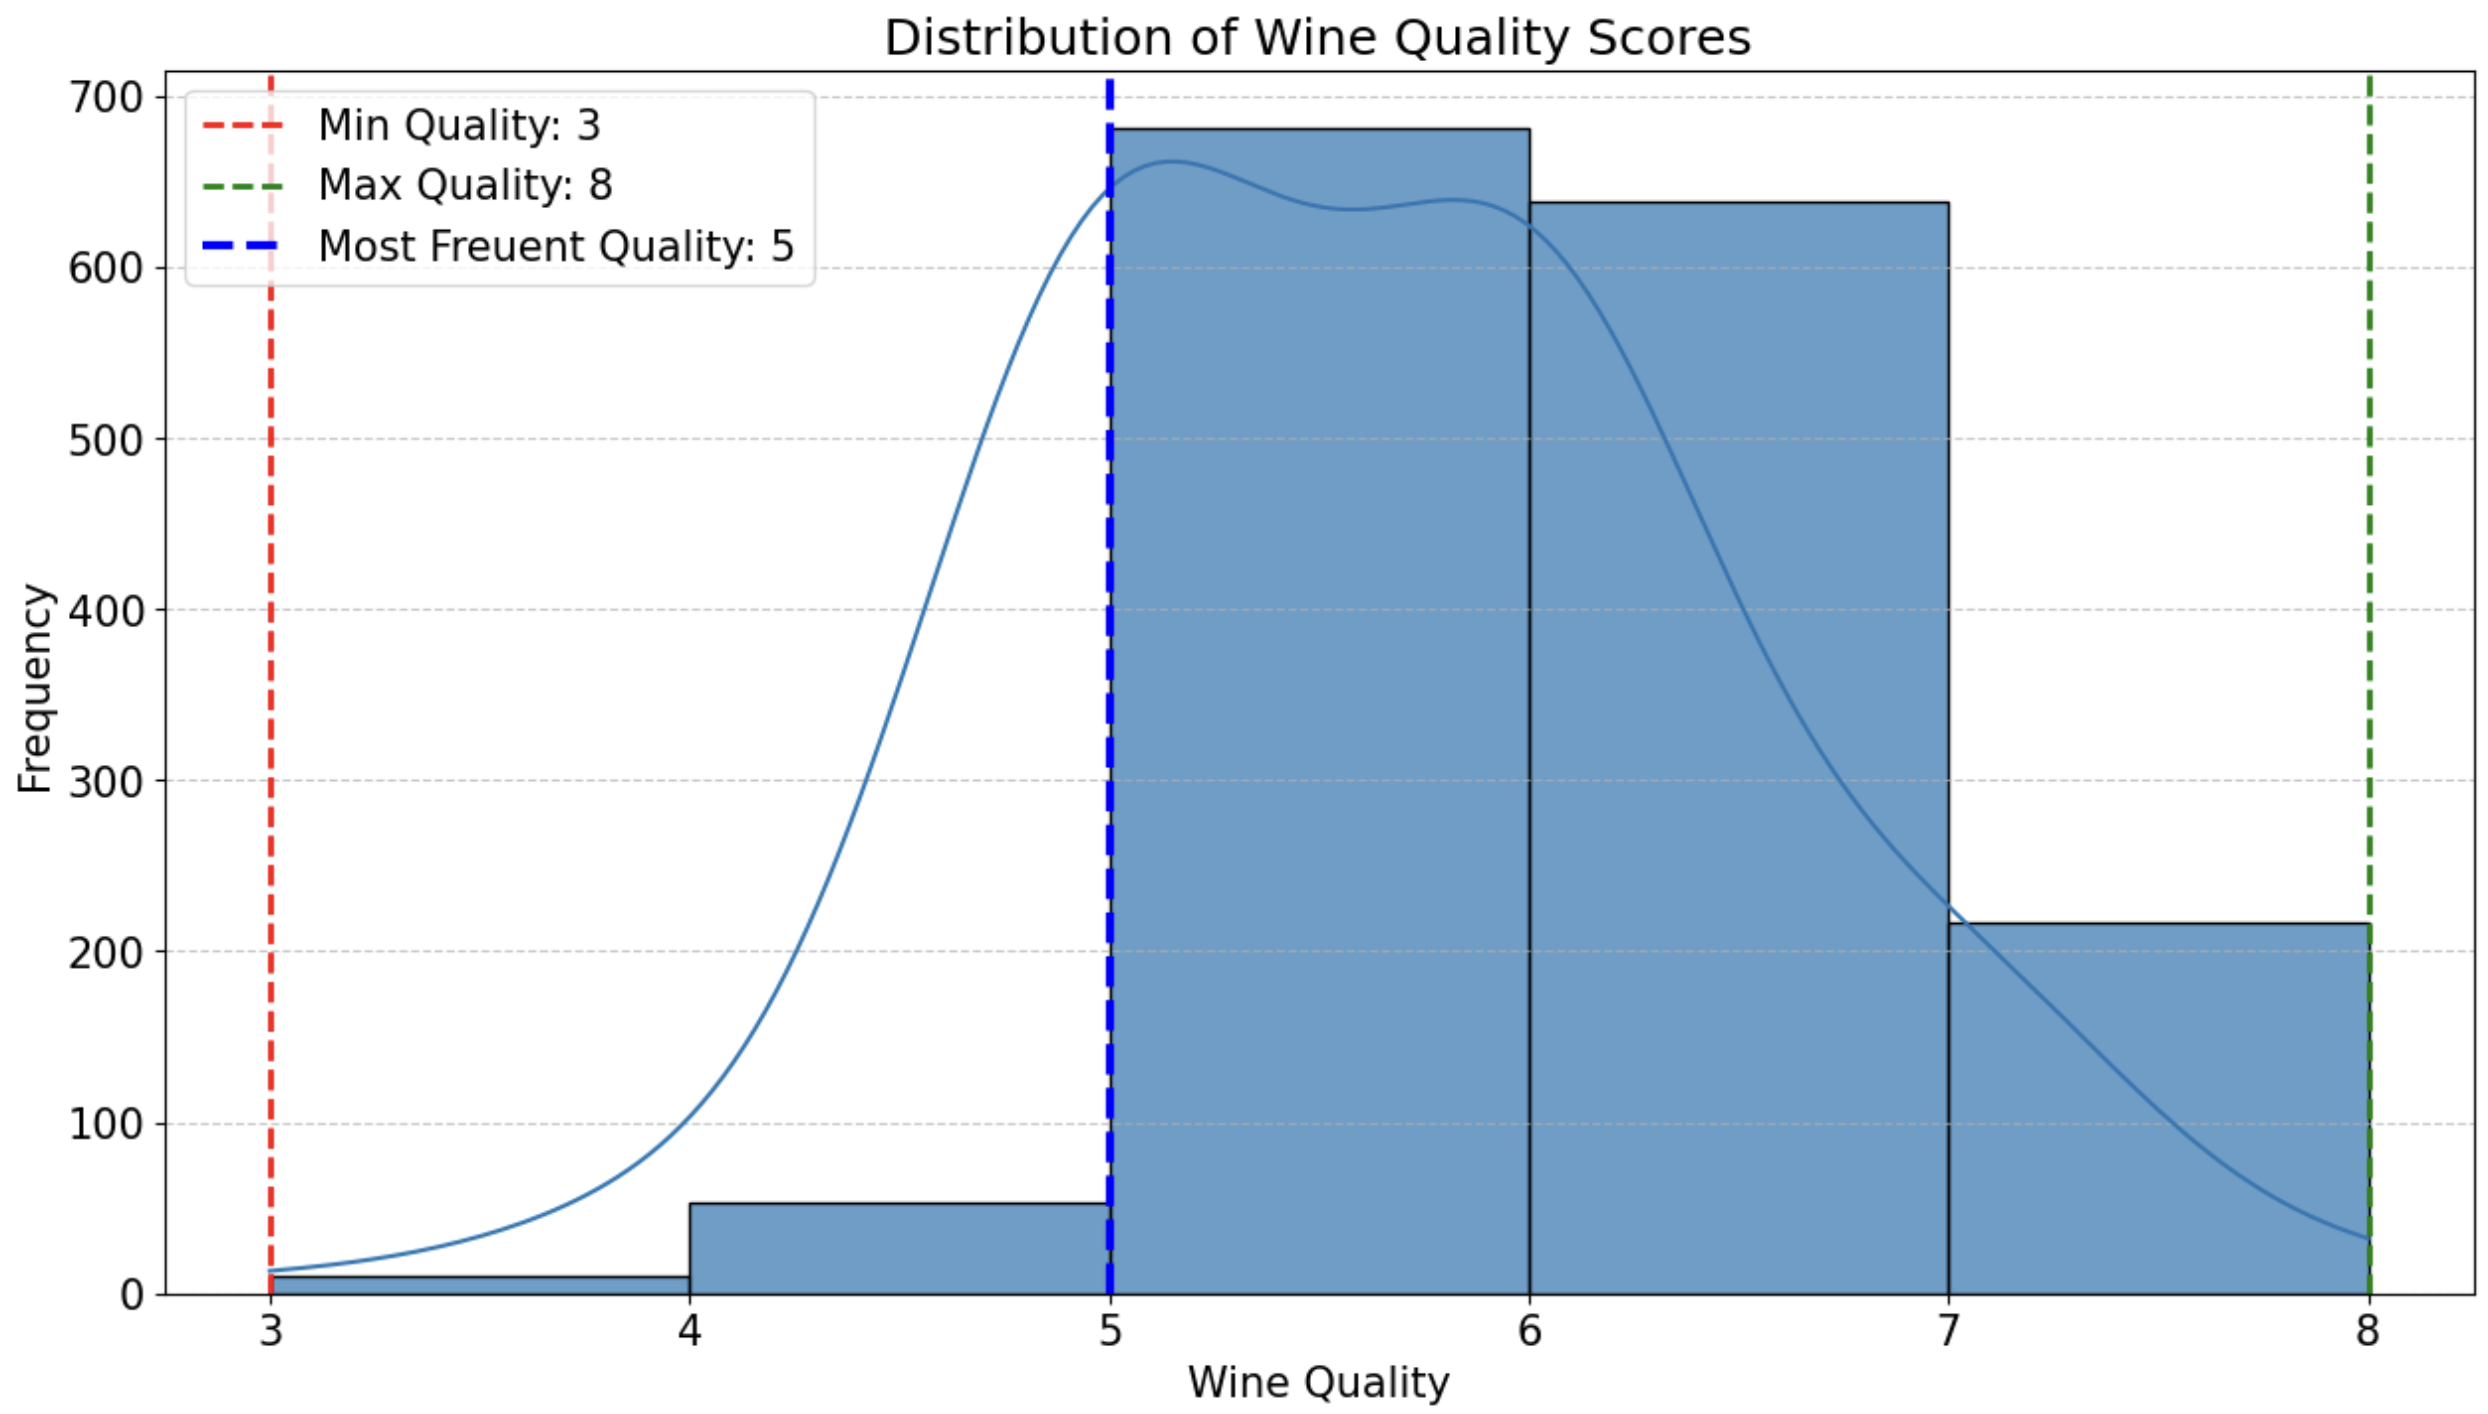 Distribution of Wine Quality Scores
700
600
500
400
300
200
100
0
Frequency
Min Quality: 3
Max Quality: 8
Most Freuent Quality: 5
3 4 5 6 7 8
Wine Quality